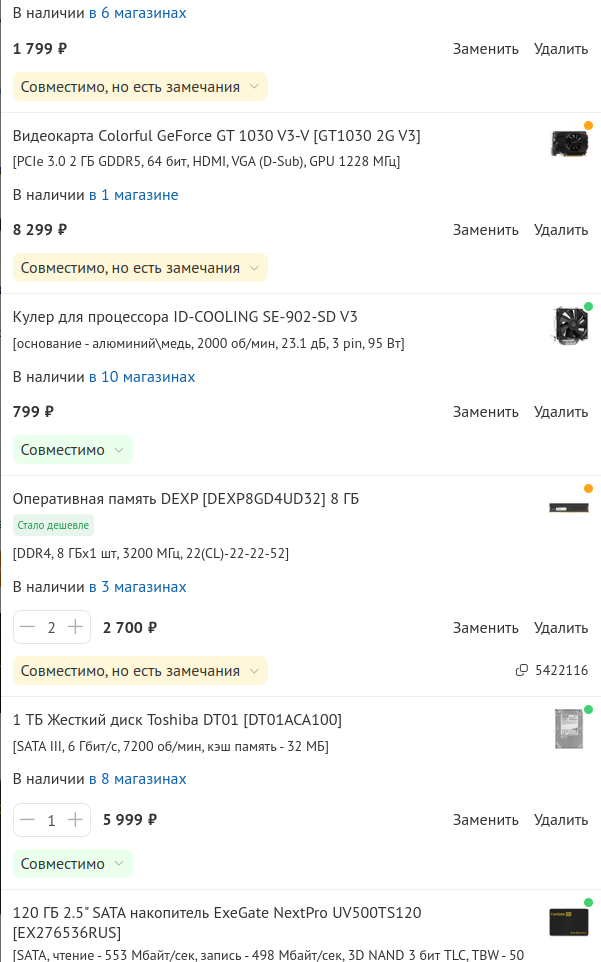 В наличии в 6 магазинах
1 799 ₽
Заменить Удалить
Совместимо, но есть замечания
Видеокарта Colorful GeForce GT 1030 V3-V [GT1030 2G V3]
[PCIe 3.0 2 ГБ GDDR5, 64 бит, HDMI, VGA (D-Sub), GPU 1228 МГц]
В наличии в 1 магазине
8 299 ₽
Заменить Удалить
Совместимо, но есть замечания
Кулер для процессора ID-COOLING SE-902-SD V3
[основание - алюминий\медь, 2000 об/мин, 23.1 дБ, 3 pin, 95 Вт]
В наличии в 10 магазинах
799 ₽
Заменить Удалить
Совместимо
Оперативная память DEXP [DEXP8GD4UD32] 8 ГБ
Стало дешевле
[DDR4, 8 ГБx1 шт, 3200 МГц, 22(CL)-22-22-52]
В наличии в 3 магазинах
2 2 700 ₽
Заменить Удалить
Совместимо, но есть замечания
5422116
1 ТБ Жесткий диск Toshiba DT01 [DT01ACA100]
[SATA III, 6 Гбит/с, 7200 об/мин, кэш память - 32 МБ]
В наличии в 8 магазинах
1 5 999 ₽
Заменить Удалить
Совместимо
120 ГБ 2.5" SATA накопитель ExeGate NextPro UV500TS120
[EX276536RUS]
[SATA, чтение - 553 Мбайт/сек, запись - 498 Мбайт/сек, 3D NAND 3 бит TLC, TBW - 50